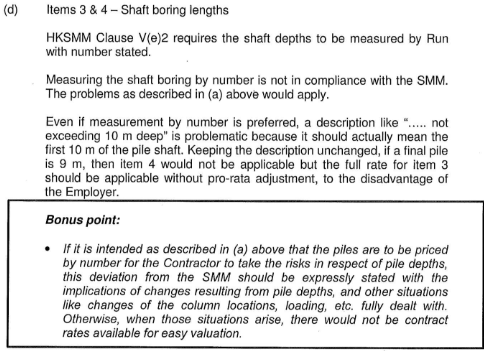 (d) Items 3 & 4 – Shaft boring lengths
HKSMM Clause V(e)2 requires the shaft depths to be measured by Run
with number stated.
Measuring the shaft boring by number is not in compliance with the SMM.
The problems as described in (a) above would apply.
Even if measurement by number is preferred, a description like “..... not
exceeding 10 m deep” is problematic because it should actually mean the
first 10 m of the pile shaft. Keeping the description unchanged, if a final pile
is 9 m, then item 4 would not be applicable but the full rate for item 3
should be applicable without pro-rata adjustment, to the disadvantage of
the Employer.
Bonus point:
• If it is intended as described in (a) above that the piles are to be priced
by number for the Contractor to take the risks in respect of pile depths,
this deviation from the SMM should be expressly stated with the
implications of changes resulting from pile depths, and other situations
like changes of the column locations, loading, etc. fully dealt with.
Otherwise, when those situations arise, there would not be contract
rates available for easy valuation.